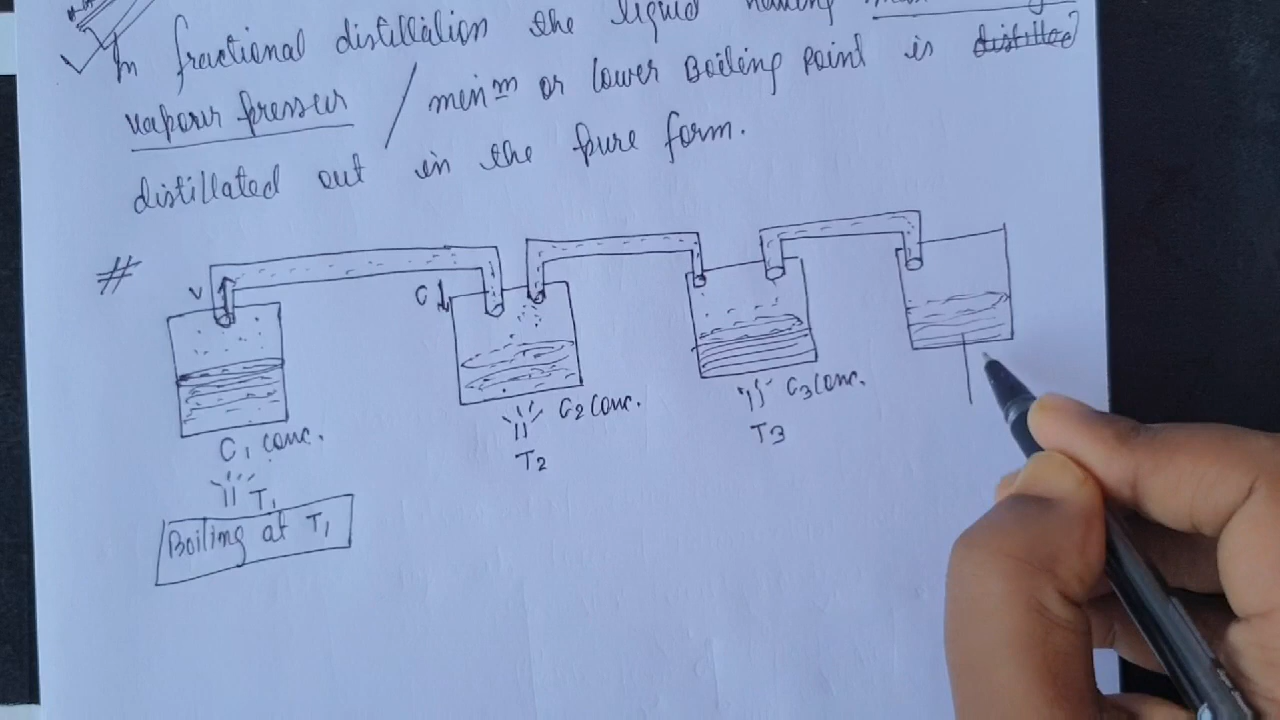 In fractional distillation the liquid having
vapour pressur / minm or lower Boiling point is distilled
distillated out in the pure form.
#
V
C1
C1 conc.
T1
Boiling at T1
C2 conc.
T2
C3 conc.
T3